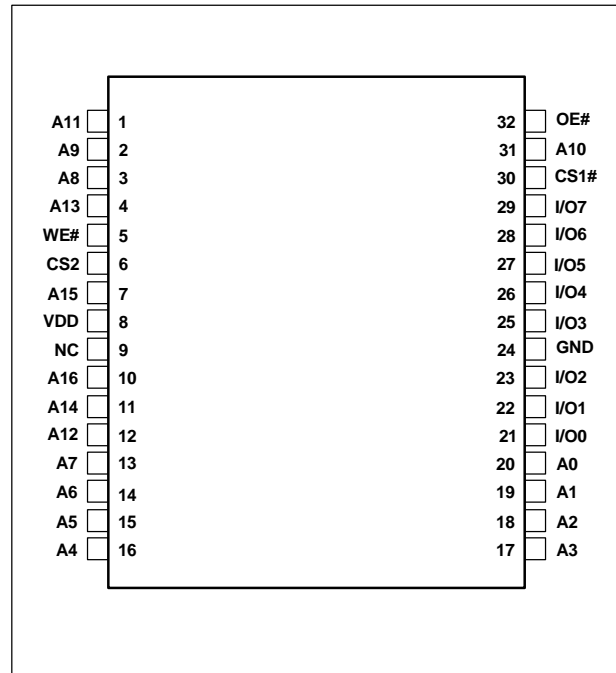 A11 1 32 OE#
A9 2 31 A10
A8 3 30 CS1#
A13 4 29 I/O7
WE# 5 28 I/O6
CS2 6 27 I/O5
A15 7 26 I/O4
VDD 8 25 I/O3
NC 9 24 GND
A16 10 23 I/O2
A14 11 22 I/O1
A12 12 21 I/O0
A7 13 20 A0
A6 14 19 A1
A5 15 18 A2
A4 16 17 A3